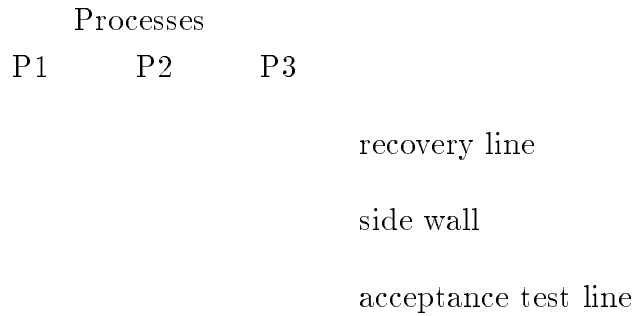 Processes
P1 P2 P3
recovery line
side wall
acceptance test line